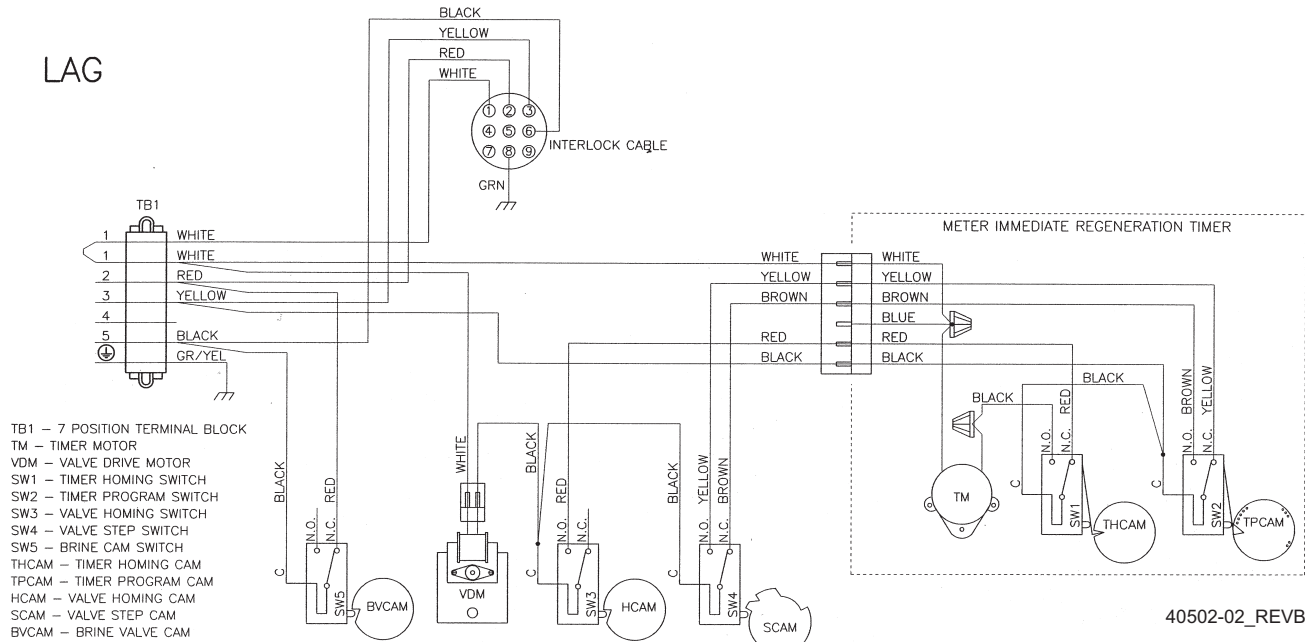 LAG
BLACK
YELLOW
RED
WHITE
1 2 3
4 5 6
7 8 9
INTERLOCK CABLE
GRN
TB1
1 WHITE
1 WHITE
2 RED
3 YELLOW
4
5 BLACK
GR/YEL
METER IMMEDIATE REGENERATION TIMER
WHITE WHITE
YELLOW YELLOW
BROWN BROWN
BLUE
RED RED
BLACK BLACK
BLACK
BLACK
N.O.
N.C.
RED
C
SW1
THCAM
TM
BROWN
YELLOW
N.O.
N.C.
C
SW2
TPCAM
TB1 – 7 POSITION TERMINAL BLOCK
TM – TIMER MOTOR
VDM – VALVE DRIVE MOTOR
SW1 – TIMER HOMING SWITCH
SW2 – TIMER PROGRAM SWITCH
SW3 – VALVE HOMING SWITCH
SW4 – VALVE STEP SWITCH
SW5 – BRINE CAM SWITCH
THCAM – TIMER HOMING CAM
TPCAM – TIMER PROGRAM CAM
HCAM – VALVE HOMING CAM
SCAM – VALVE STEP CAM
BVCAM – BRINE VALVE CAM
BLACK
C
N.O.
N.C.
RED
SW5
BVCAM
WHITE
VDM
BLACK
C
RED
N.O.
N.C.
SW3
HCAM
BLACK
C
YELLOW
BROWN
N.O.
N.C.
SW4
SCAM
40502-02_REVB